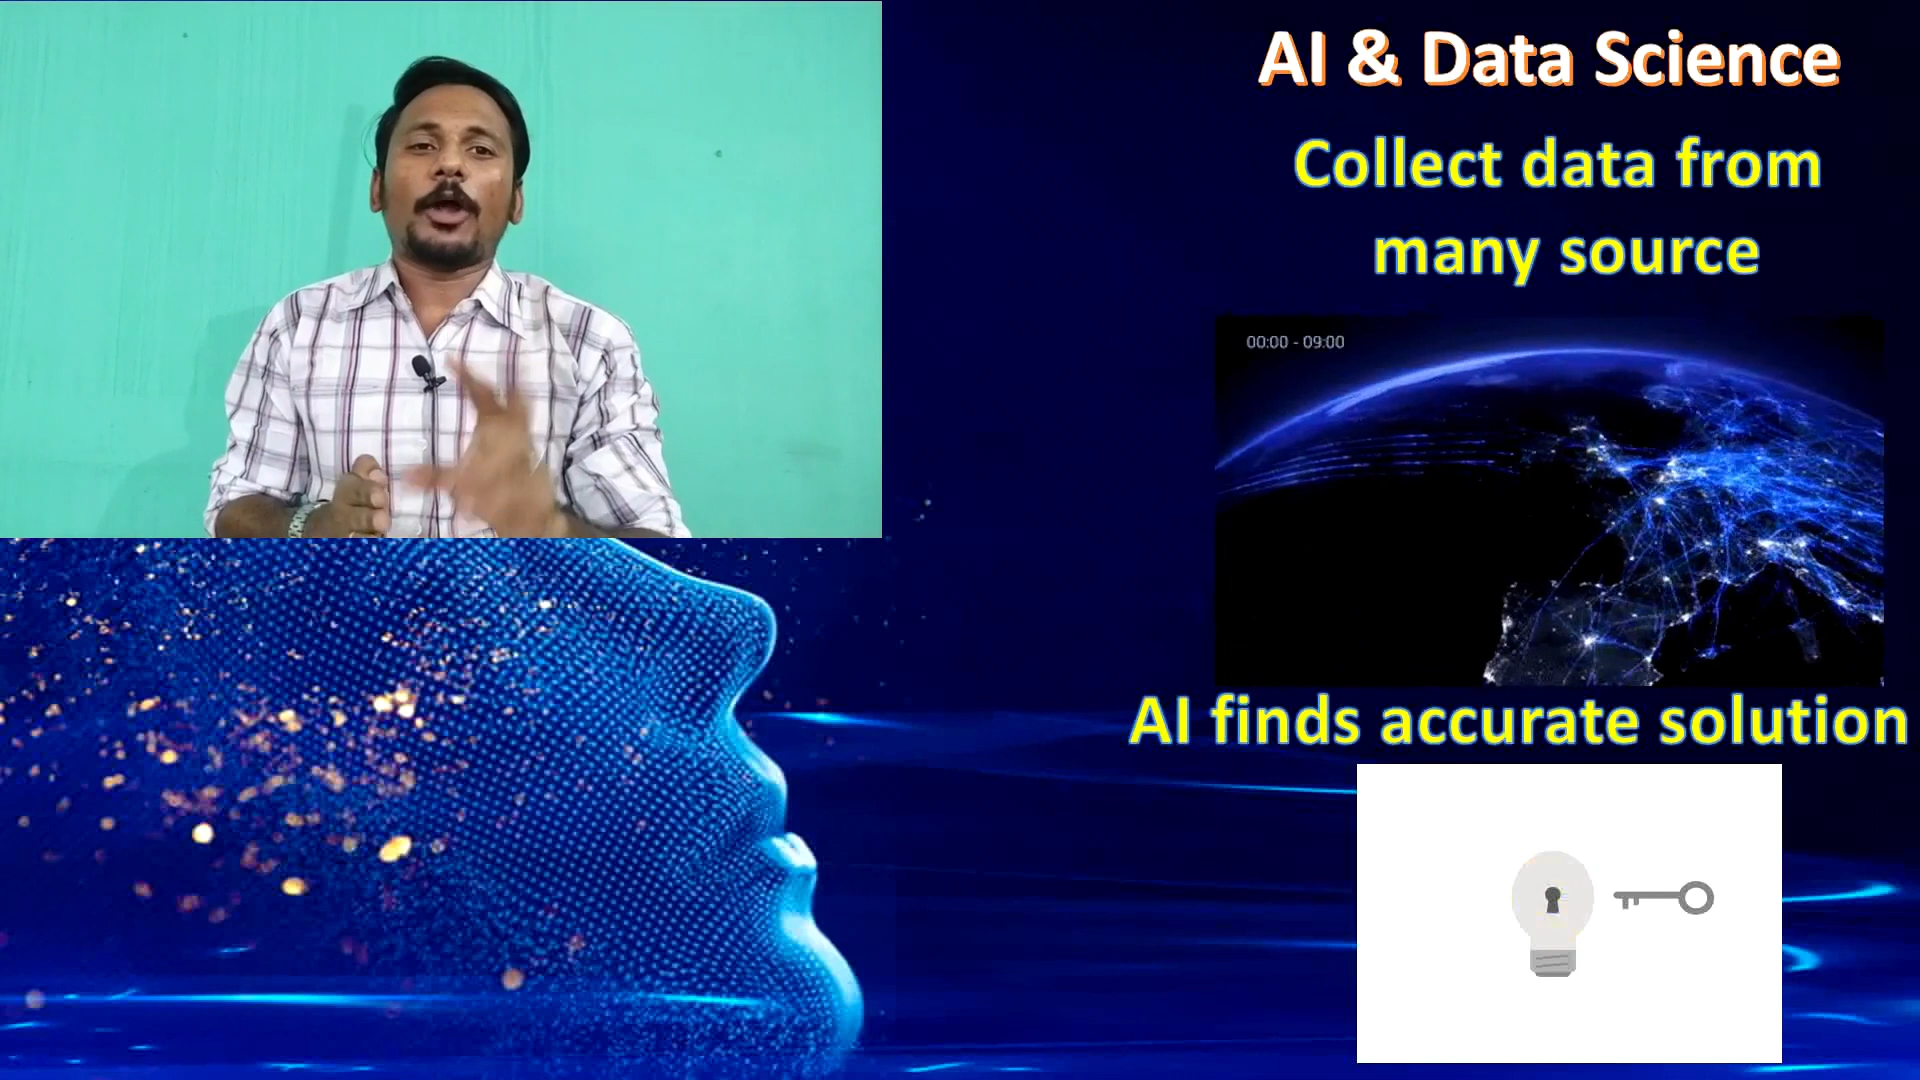 AI & Data Science
Collect data from
many source
00:00 - 09:00
AI finds accurate solution